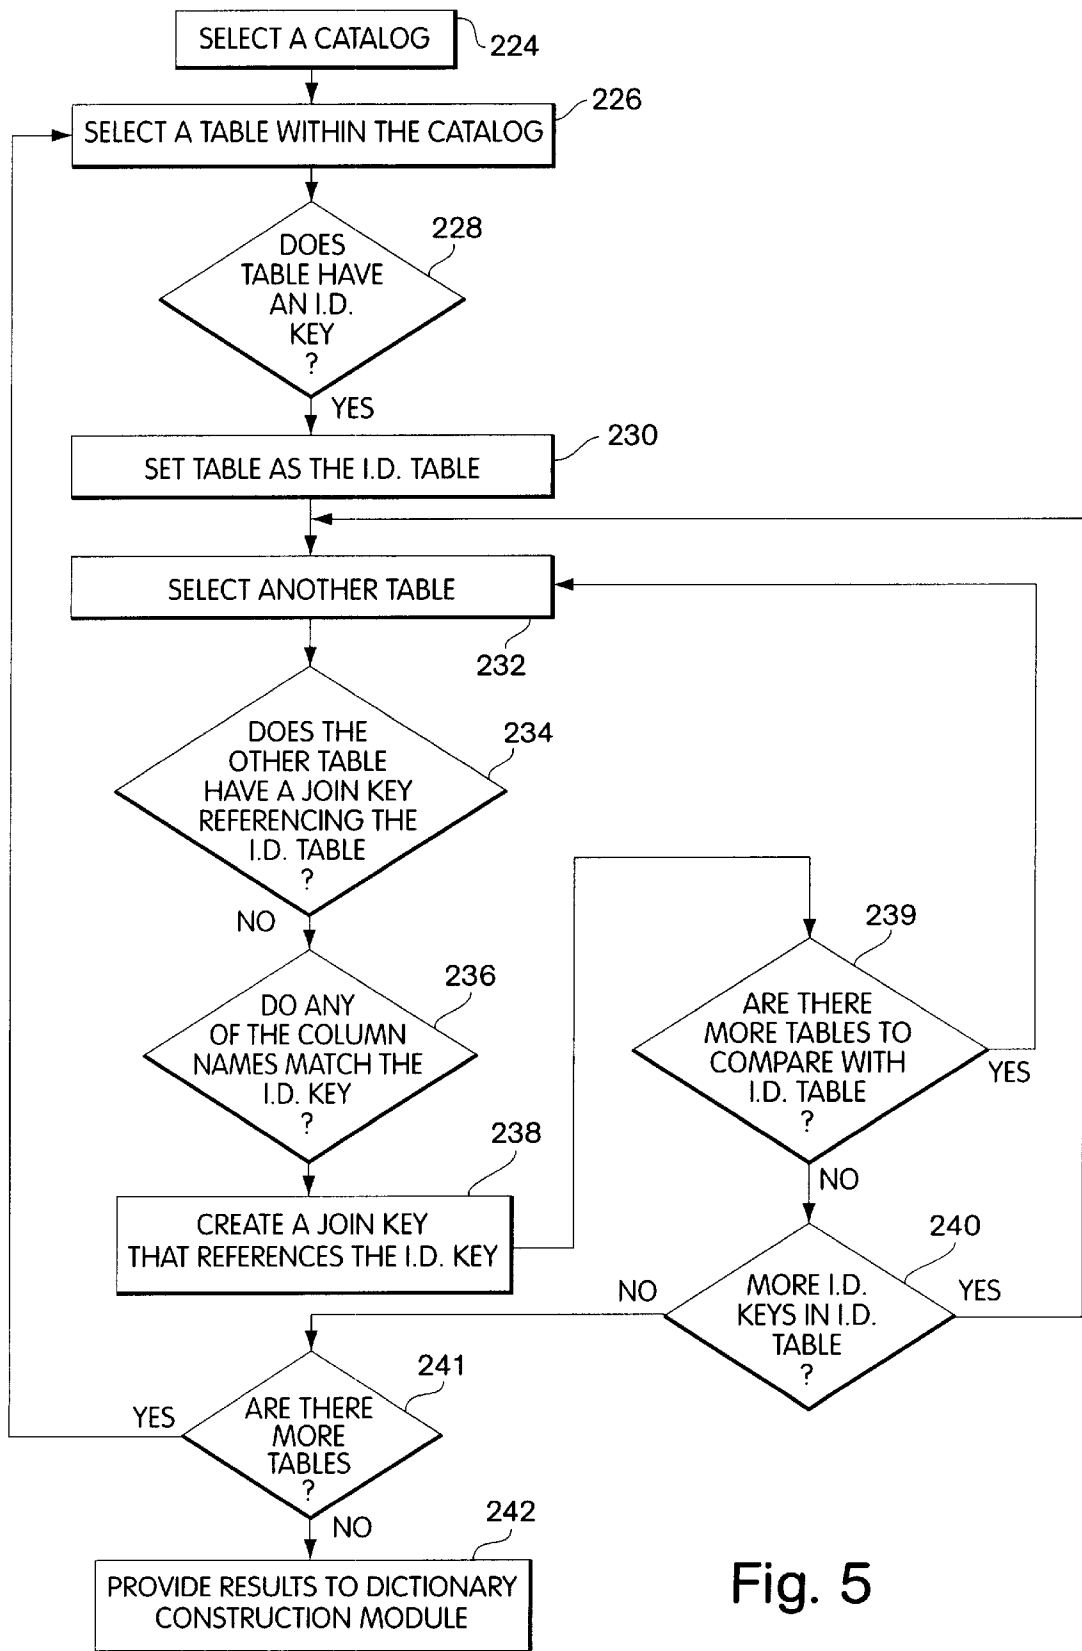 SELECT A CATALOG
224
226
SELECT A TABLE WITHIN THE CATALOG
228
DOES
TABLE HAVE
AN I.D.
KEY
?
YES
230
SET TABLE AS THE I.D. TABLE
SELECT ANOTHER TABLE
232
234
DOES THE
OTHER TABLE
HAVE A JOIN KEY
REFERENCING THE
I.D. TABLE
?
NO
236
DO ANY
OF THE COLUMN
NAMES MATCH THE
I.D. KEY
?
238
CREATE A JOIN KEY
THAT REFERENCES THE I.D. KEY
239
ARE THERE
MORE TABLES TO
COMPARE WITH
I.D. TABLE
?
YES
NO
240
MORE I.D.
KEYS IN I.D.
TABLE
?
YES
NO
241
ARE THERE
MORE
TABLES
?
YES
NO
242
PROVIDE RESULTS TO DICTIONARY
CONSTRUCTION MODULE
Fig. 5